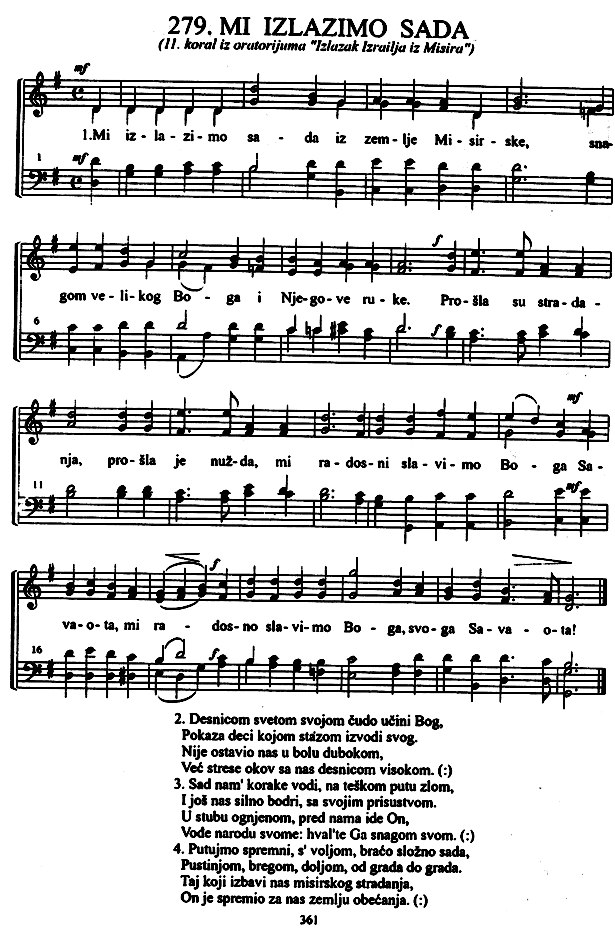 279. MI IZLAZIMO SADA
(11. koral iz oratorijuma "Izlazak Izrailja iz Misira")
mf
1.Mi iz - la - zi - mo sa - da iz zem - lje Mi - sir - ske, sna-
1
mf
f
gom ve - li - kog Bo - ga i Nje - go - ve ru - ke. Pro - šla su stra - da -
6
f
mf
nja, pro - šla je nuž - da, mi ra - do - sni sla - vi - mo Bo - ga Sa -
11
mf
f
va - o - ta, mi ra - do - sno sla - vi - mo Bo - ga, svo - ga Sa - va - o - ta!
16
f
2. Desnicom svetom svojom čudo učini Bog,
Pokaza deci kojom stazom izvodi svog.
Nije ostavio nas u bolu dubokom,
Već strese okov sa nas desnicom visokom. (:)
3. Sad nam' korake vodi, na teškom putu zlom,
I još nas silno bodri, sa svojim prisustvom.
U stubu ognjenom, pred nama ide On,
Vođe narodu svome: hval'te Ga snagom svom. (:)
4. Putujmo spremni, s' voljom, braćo složno sada,
Pustinjom, bregom, doljom, od grada do grada.
Taj koji izbavi nas misirskog stradanja,
On je spremio za nas zemlju obećanja. (:)
361